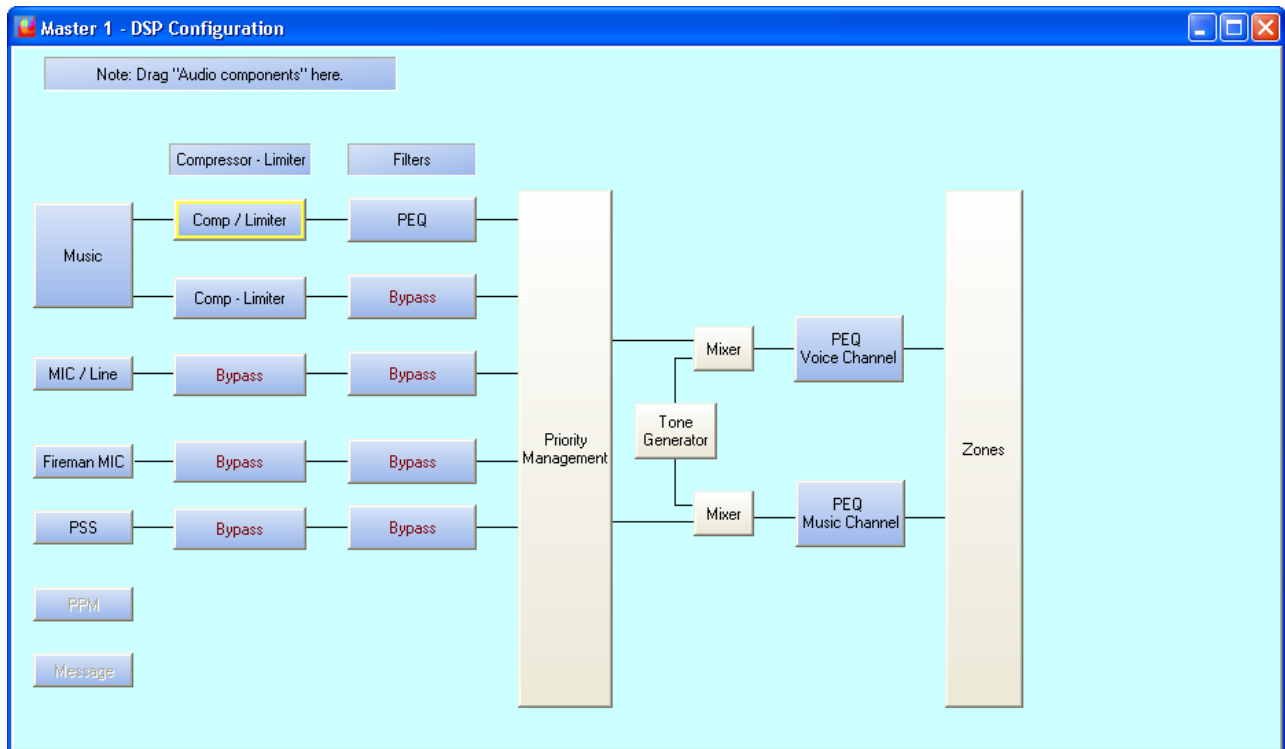 Master 1 - DSP Configuration
Note: Drag "Audio components" here.
Compressor - Limiter
Filters
Music
Comp / Limiter
PEQ
Comp - Limiter
Bypass
MIC / Line
Bypass
Bypass
Fireman MIC
Bypass
Bypass
PSS
Bypass
Bypass
PPM
Message
Priority
Management
Mixer
PEQ
Voice Channel
Tone
Generator
Mixer
PEQ
Music Channel
Zones